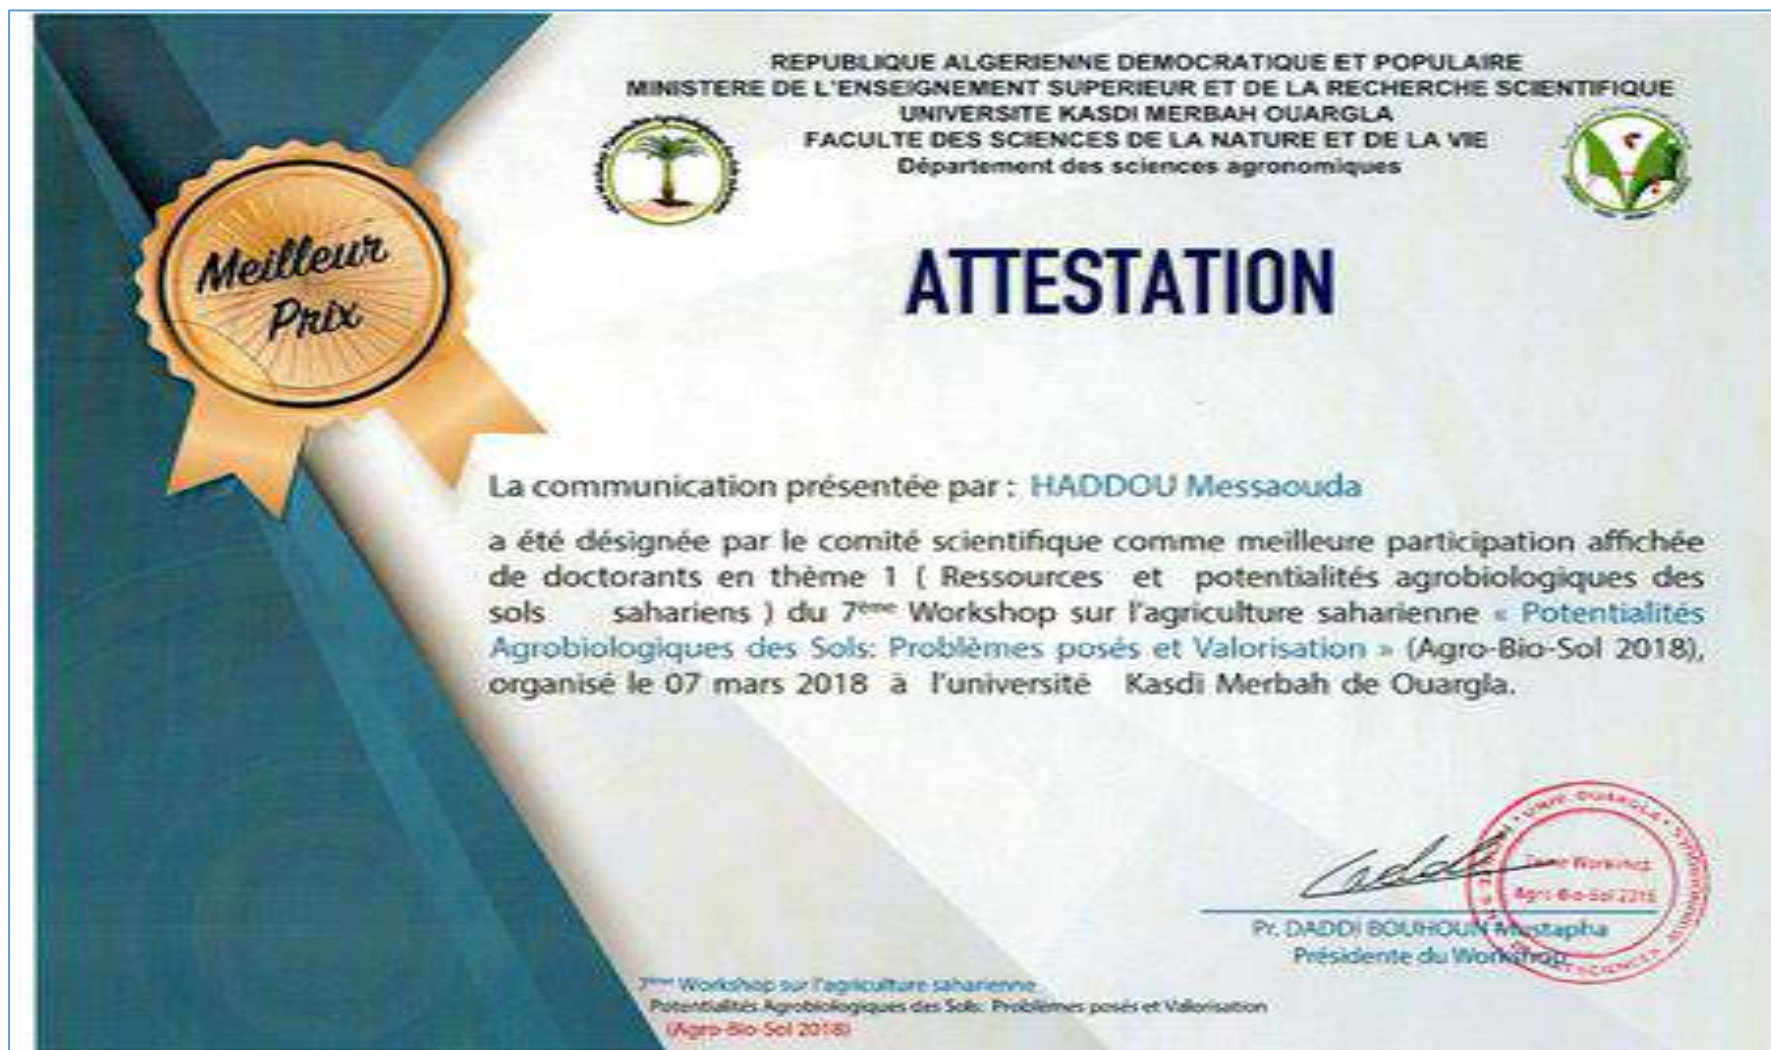 REPUBLIQUE ALGERIENNE DEMOCRATIQUE ET POPULAIRE
MINISTERE DE L'ENSEIGNEMENT SUPERIEUR ET DE LA RECHERCHE SCIENTIFIQUE
UNIVERSITE KASDI MERBAH OUARGLA
FACULTE DES SCIENCES DE LA NATURE ET DE LA VIE
Département des sciences agronomiques
Meilleur
Prix
ATTESTATION
La communication présentée par : HADDOU Messaouda
a été désignée par le comité scientifique comme meilleure participation affichée
de doctorants en thème 1 ( Ressources et potentialités agrobiologiques des
sols sahariens ) du 7ème Workshop sur l'agriculture saharienne « Potentialités
Agrobiologiques des Sols: Problèmes posés et Valorisation » (Agro-Bio-Sol 2018),
organisé le 07 mars 2018 à l'université Kasdi Merbah de Ouargla.
UNIV. OUARGLA
Workshop
Agro-Bio-Sol
Pr. DADDI BOUHOUN Mustapha
Présidente du Workshop
7ème Workshop sur l'agriculture saharienne
Potentialités Agrobiologiques des Sols: Problèmes posés et Valorisation
(Agro-Bio-Sol 2018)